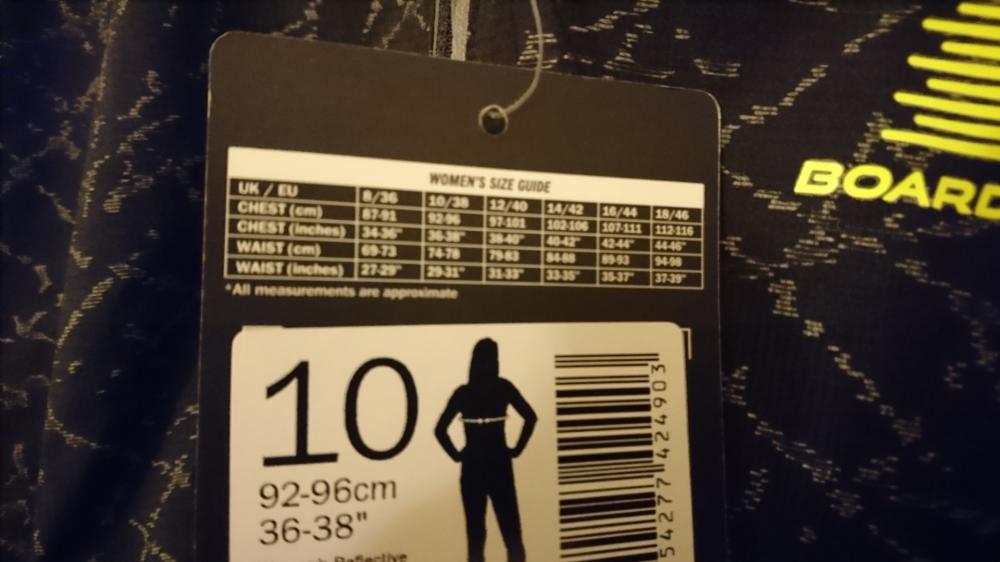 WOMEN'S SIZE GUIDE
UK / EU 8/36 10/38 12/40 14/42 16/44 18/46
CHEST (cm) 87-91 92-96 97-101 102-106 107-111 112-116
CHEST (inches) 34-36" 36-38" 38-40" 40-42" 42-44" 44-46"
WAIST (cm) 69-73 74-78 79-83 84-88 89-93 94-98
WAIST (inches) 27-29" 29-31" 31-33" 33-35" 35-37" 37-39"
*All measurements are approximate
10
92-96cm
36-38"
Reflective
54277 424903
BOARD